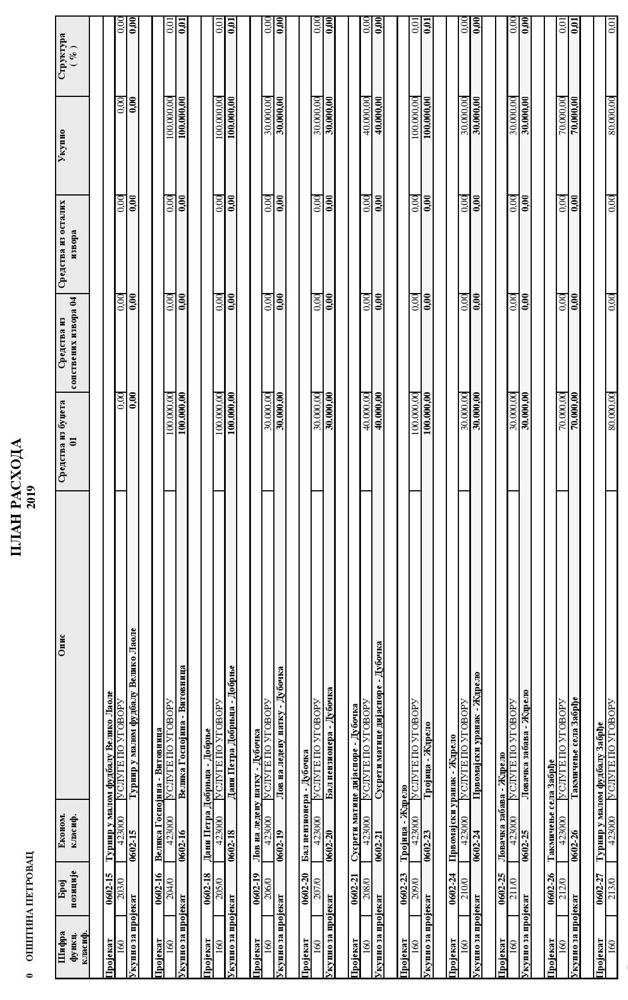 ПЛАН РАСХОДА
2019
0 ОПШТИНА ПЕТРОВАЦ
Шифра функц. класиф. Број позиције Економ. класиф. Опис Средства из буџета 01 Средства из сопствених извора 04 Средства из осталих извора Укупно Структура ( % )
Пројекат 0602-15 Турнир у малом фудбалу Велико Лаоле
160 203/0 423000 УСЛУГЕ ПО УГОВОРУ 0,00 0,00 0,00 0,00 0,00
Укупно за пројекат 0602-15 Турнир у малом фудбалу Велико Лаоле 0,00 0,00 0,00 0,00 0,00
Пројекат 0602-16 Велика Госпојина - Витовница
160 204/0 423000 УСЛУГЕ ПО УГОВОРУ 100.000,00 0,00 0,00 100.000,00 0,01
Укупно за пројекат 0602-16 Велика Госпојина - Витовница 100.000,00 0,00 0,00 100.000,00 0,01
Пројекат 0602-18 Дани Петра Добрњца - Добрње
160 205/0 423000 УСЛУГЕ ПО УГОВОРУ 100.000,00 0,00 0,00 100.000,00 0,01
Укупно за пројекат 0602-18 Дани Петра Добрњца - Добрње 100.000,00 0,00 0,00 100.000,00 0,01
Пројекат 0602-19 Лов на ледену патку - Дубочка
160 206/0 423000 УСЛУГЕ ПО УГОВОРУ 30.000,00 0,00 0,00 30.000,00 0,00
Укупно за пројекат 0602-19 Лов на ледену патку - Дубочка 30.000,00 0,00 0,00 30.000,00 0,00
Пројекат 0602-20 Бал пензионера - Дубочка
160 207/0 423000 УСЛУГЕ ПО УГОВОРУ 30.000,00 0,00 0,00 30.000,00 0,00
Укупно за пројекат 0602-20 Бал пензионера - Дубочка 30.000,00 0,00 0,00 30.000,00 0,00
Пројекат 0602-21 Сусрети матице дијаспоре - Дубочка
160 208/0 423000 УСЛУГЕ ПО УГОВОРУ 40.000,00 0,00 0,00 40.000,00 0,00
Укупно за пројекат 0602-21 Сусрети матице дијаспоре - Дубочка 40.000,00 0,00 0,00 40.000,00 0,00
Пројекат 0602-23 Тројица - Ждрело
160 209/0 423000 УСЛУГЕ ПО УГОВОРУ 100.000,00 0,00 0,00 100.000,00 0,01
Укупно за пројекат 0602-23 Тројица - Ждрело 100.000,00 0,00 0,00 100.000,00 0,01
Пројекат 0602-24 Првомајски уранак - Ждрело
160 210/0 423000 УСЛУГЕ ПО УГОВОРУ 30.000,00 0,00 0,00 30.000,00 0,00
Укупно за пројекат 0602-24 Првомајски уранак - Ждрело 30.000,00 0,00 0,00 30.000,00 0,00
Пројекат 0602-25 Ловачка забава - Ждрело
160 211/0 423000 УСЛУГЕ ПО УГОВОРУ 30.000,00 0,00 0,00 30.000,00 0,00
Укупно за пројекат 0602-25 Ловачка забава - Ждрело 30.000,00 0,00 0,00 30.000,00 0,00
Пројекат 0602-26 Такмичење села Забрђе
160 212/0 423000 УСЛУГЕ ПО УГОВОРУ 70.000,00 0,00 0,00 70.000,00 0,01
Укупно за пројекат 0602-26 Такмичење села Забрђе 70.000,00 0,00 0,00 70.000,00 0,01
Пројекат 0602-27 Турнир у малом фудбалу Забрђе
160 213/0 423000 УСЛУГЕ ПО УГОВОРУ 80.000,00 0,00 0,00 80.000,00 0,01